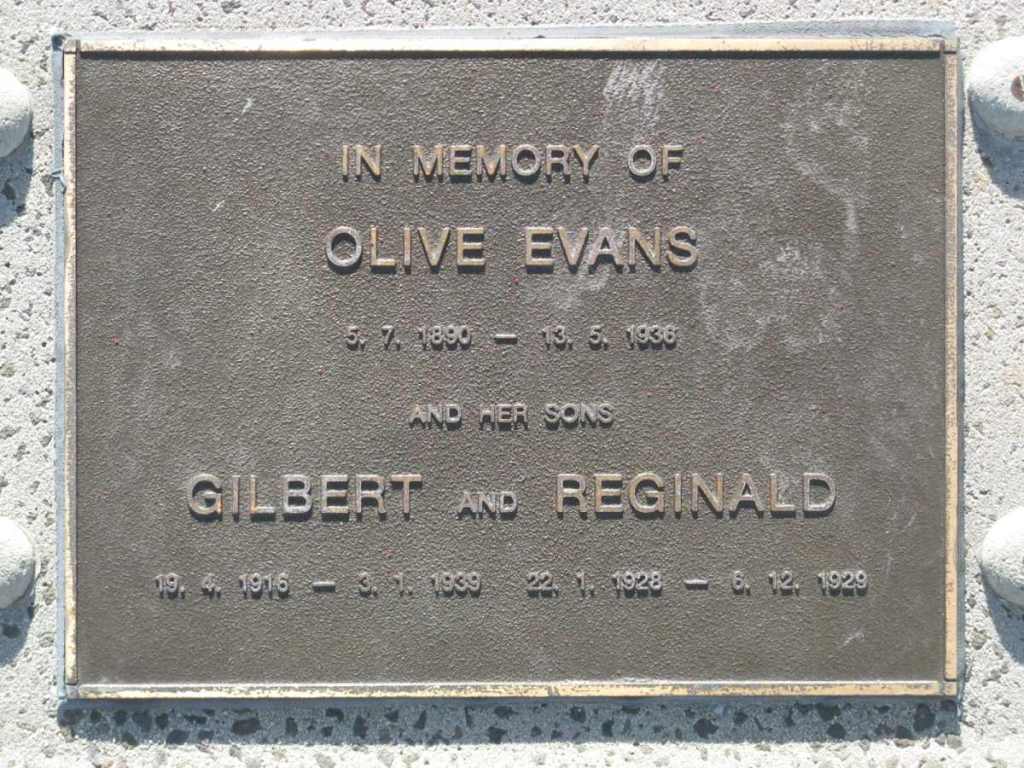 IN MEMORY OF
OLIVE EVANS
5. 7. 1890 — 13. 5. 1936
AND HER SONS
GILBERT AND REGINALD
19. 4. 1916 — 3. 1. 1939 22. 1. 1928 — 6. 12. 1929